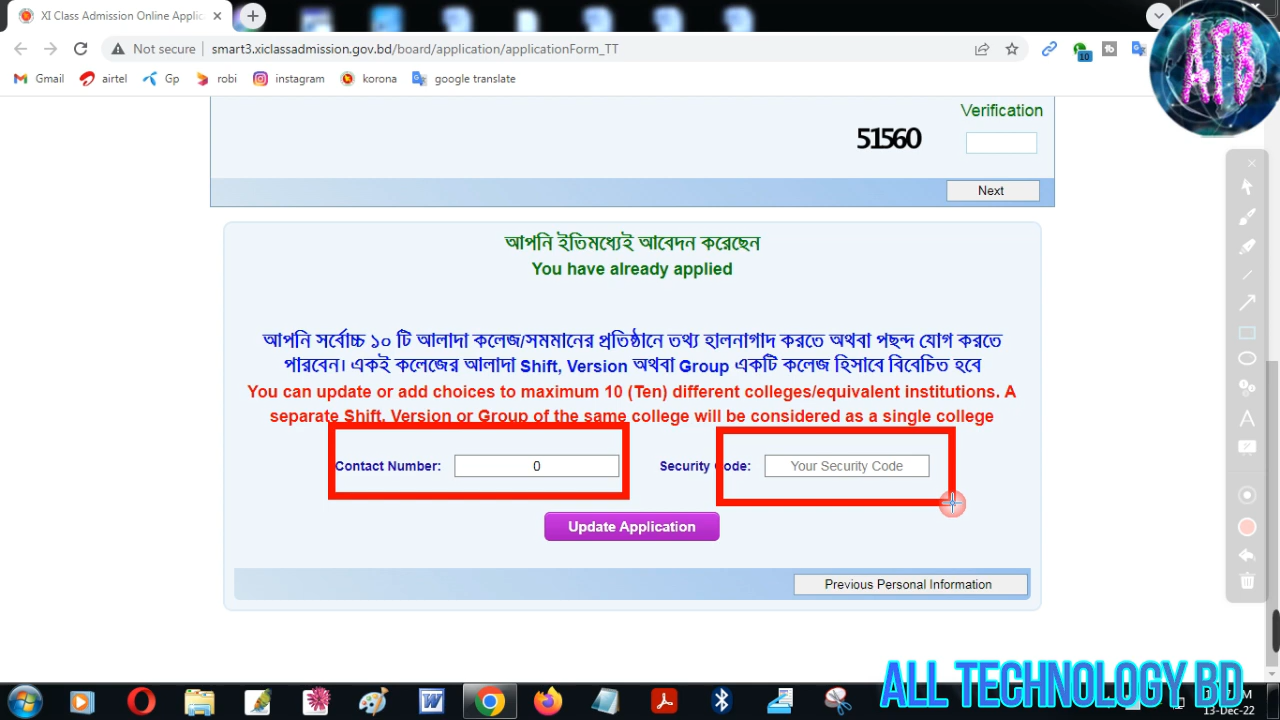 XI Class Admission Online Applic
Not secure
smart3.xiclassadmission.gov.bd/board/application/applicationForm_TT
10
Gmail
airtel
Gp
robi
instagram
korona
google translate
ATB
Verification
51560
Next
আপনি ইতিমধ্যেই আবেদন করেছেন
You have already applied
আপনি সর্বোচ্চ ১০ টি আলাদা কলেজ/সমমানের প্রতিষ্ঠানে তথ্য হালনাগাদ করতে অথবা পছন্দ যোগ করতে
পারবেন। একই কলেজের আলাদা Shift, Version অথবা Group একটি কলেজ হিসাবে বিবেচিত হবে
You can update or add choices to maximum 10 (Ten) different colleges/equivalent institutions. A
separate Shift, Version or Group of the same college will be considered as a single college
Contact Number: 0 Security Code: Your Security Code
Update Application
Previous Personal Information
ALL TECHNOLOGY BD
13-Dec-22